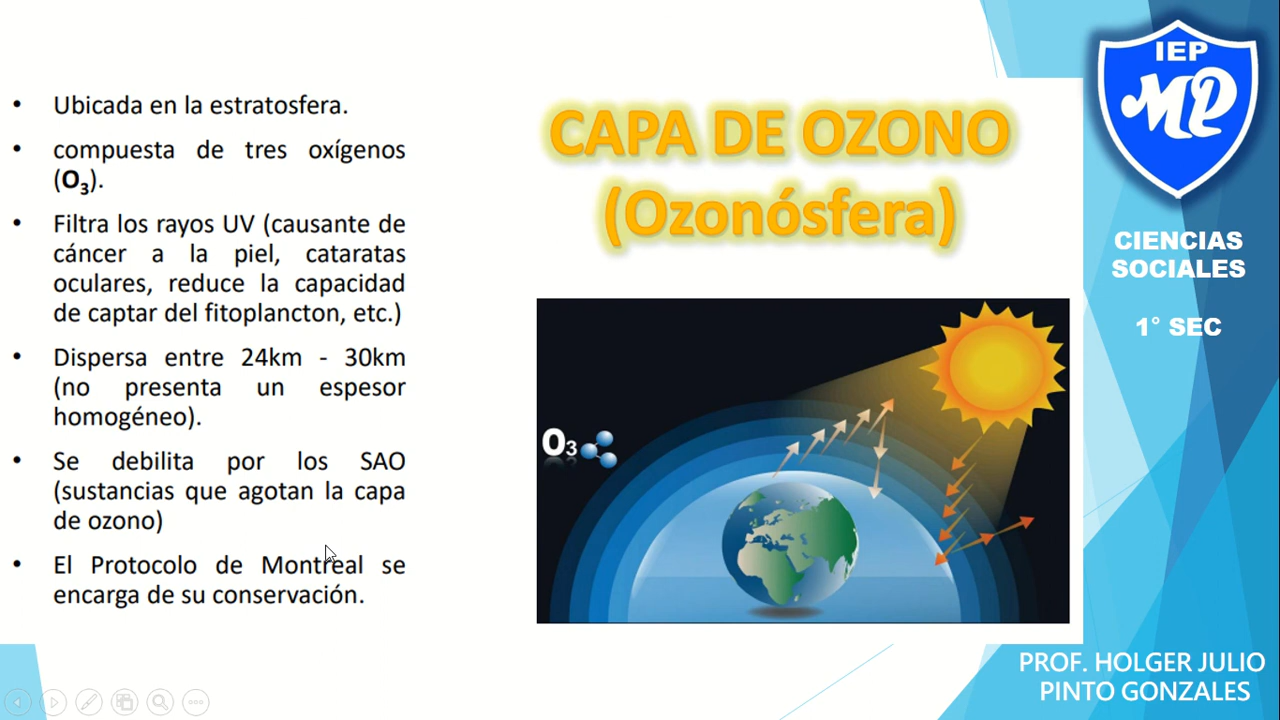 • Ubicada en la estratosfera.
• compuesta de tres oxígenos
(O₃).
• Filtra los rayos UV (causante de
cáncer a la piel, cataratas
oculares, reduce la capacidad
de captar del fitoplancton, etc.)
• Dispersa entre 24km - 30km
(no presenta un espesor
homogéneo).
• Se debilita por los SAO
(sustancias que agotan la capa
de ozono)
• El Protocolo de Montreal se
encarga de su conservación.
CAPA DE OZONO
(Ozonósfera)
O₃
IEP
MP
CIENCIAS
SOCIALES
1° SEC
PROF. HOLGER JULIO
PINTO GONZALES